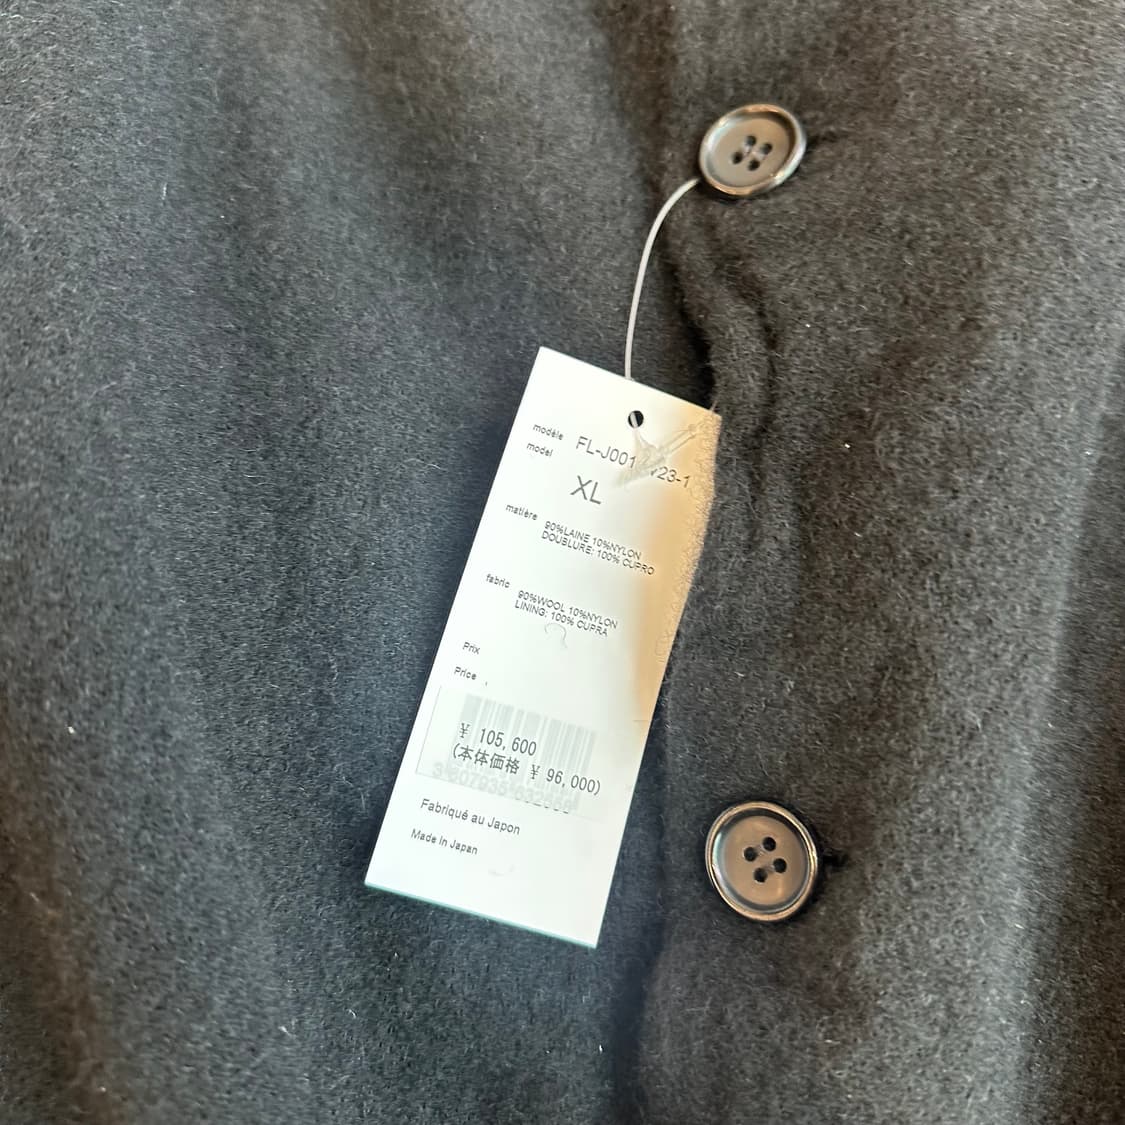 modèle
model
FL-J001 W23-1
XL
matière
90%LAINE 10%NYLON
DOUBLURE: 100% CUPRO
fabric
90%WOOL 10%NYLON
LINING: 100% CUPRA
Prix
Price
¥ 105,600
(本体価格 ¥ 96,000)
Fabriqué au Japon
Made in Japan